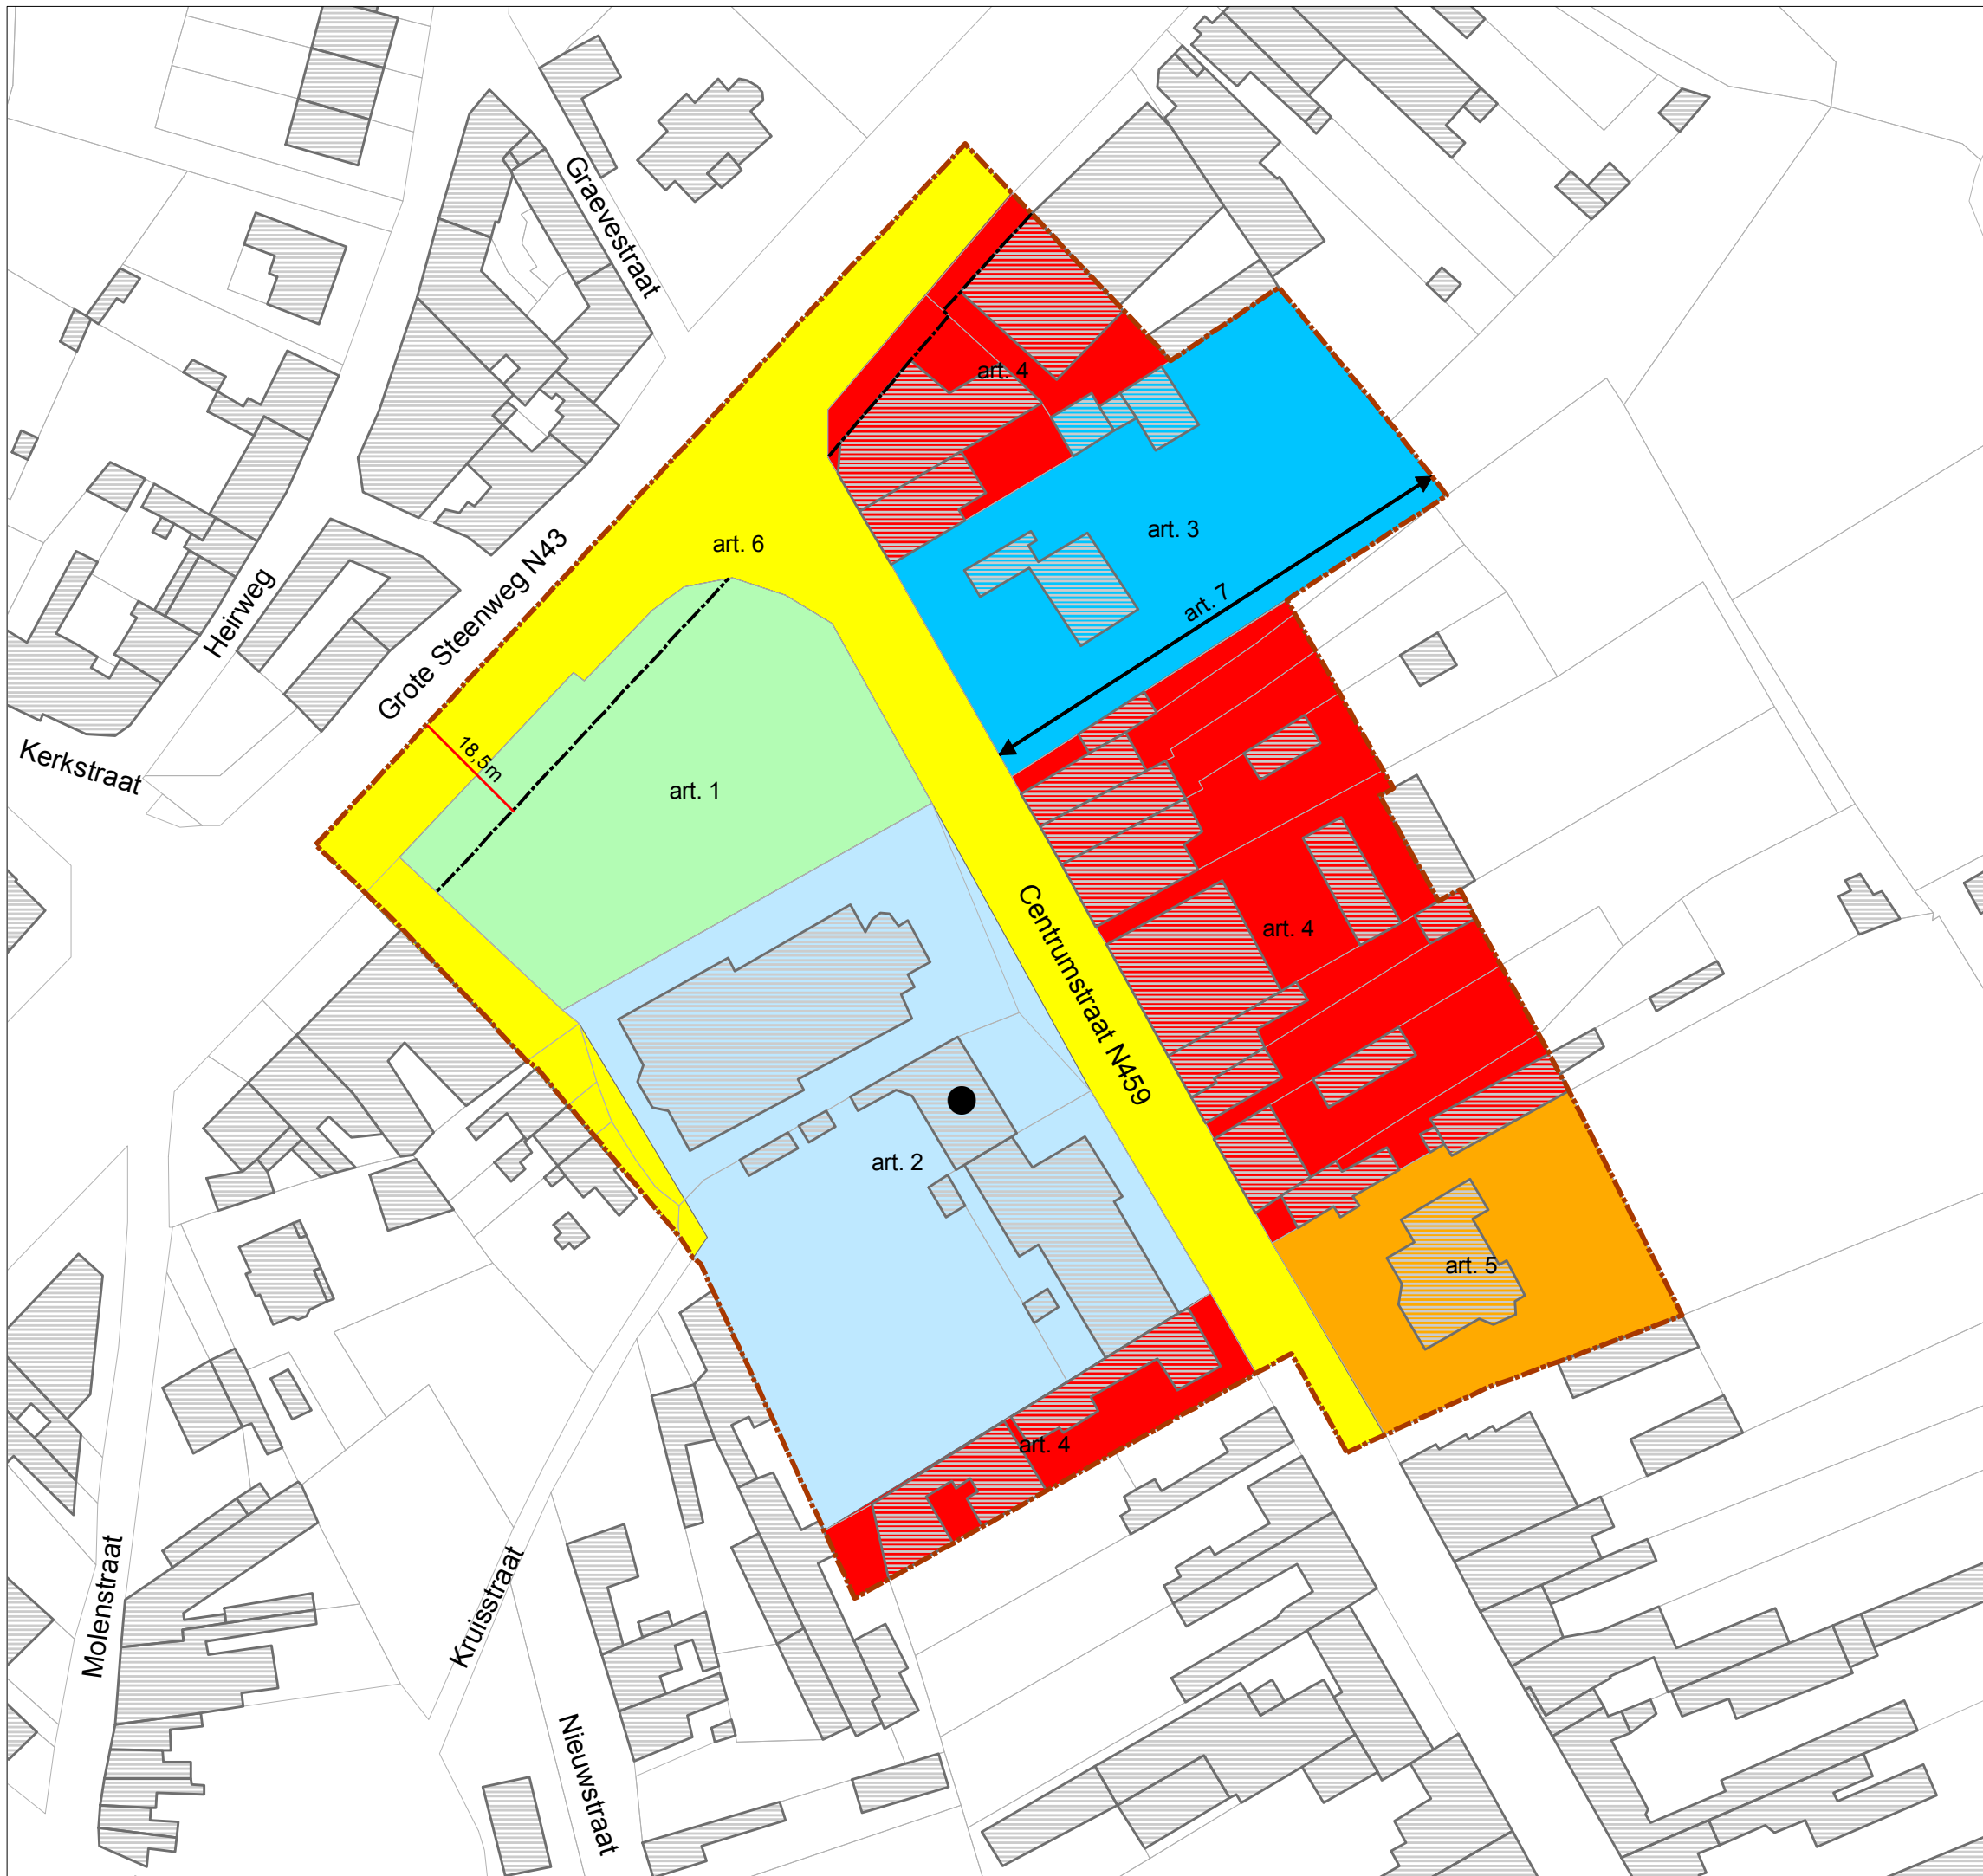 Graevestraat
art. 4
art. 3
art. 6
Heirweg
Grote Steenweg N43
art. 7
Kerkstraat
18,5m
art. 1
art. 4
Centrumstraat N459
art. 2
art. 5
art. 4
Molenstraat
Kruisstraat
Nieuwstraat